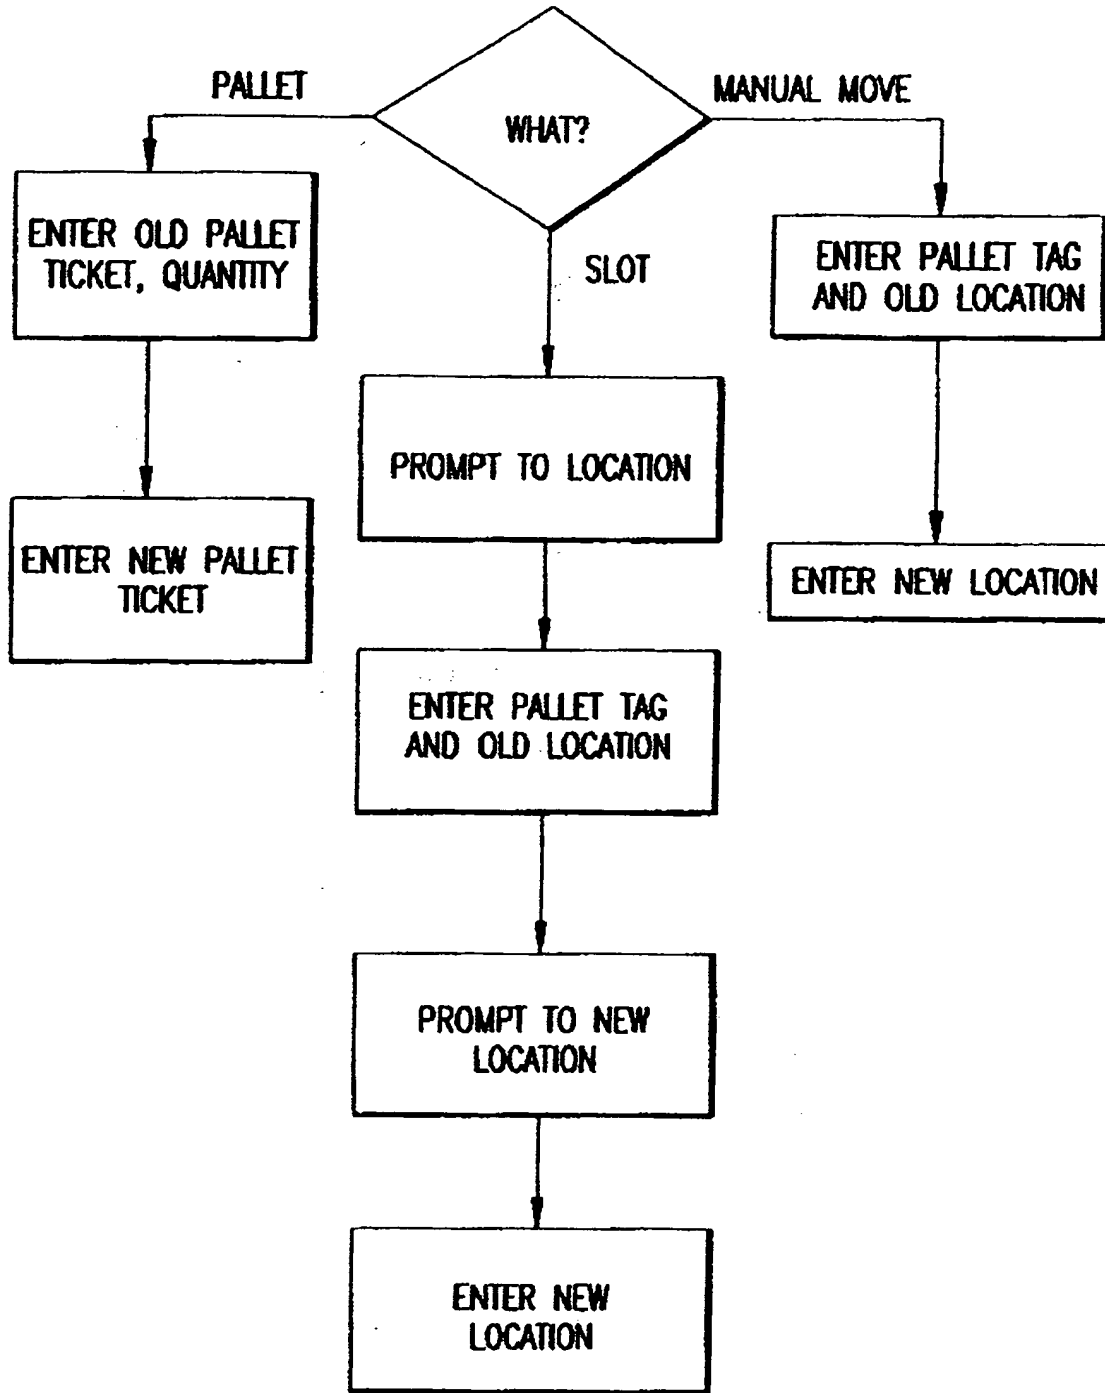 PALLET
MANUAL MOVE
WHAT?
ENTER OLD PALLET
TICKET, QUANTITY
SLOT
ENTER PALLET TAG
AND OLD LOCATION
PROMPT TO LOCATION
ENTER NEW PALLET
TICKET
ENTER NEW LOCATION
ENTER PALLET TAG
AND OLD LOCATION
PROMPT TO NEW
LOCATION
ENTER NEW
LOCATION